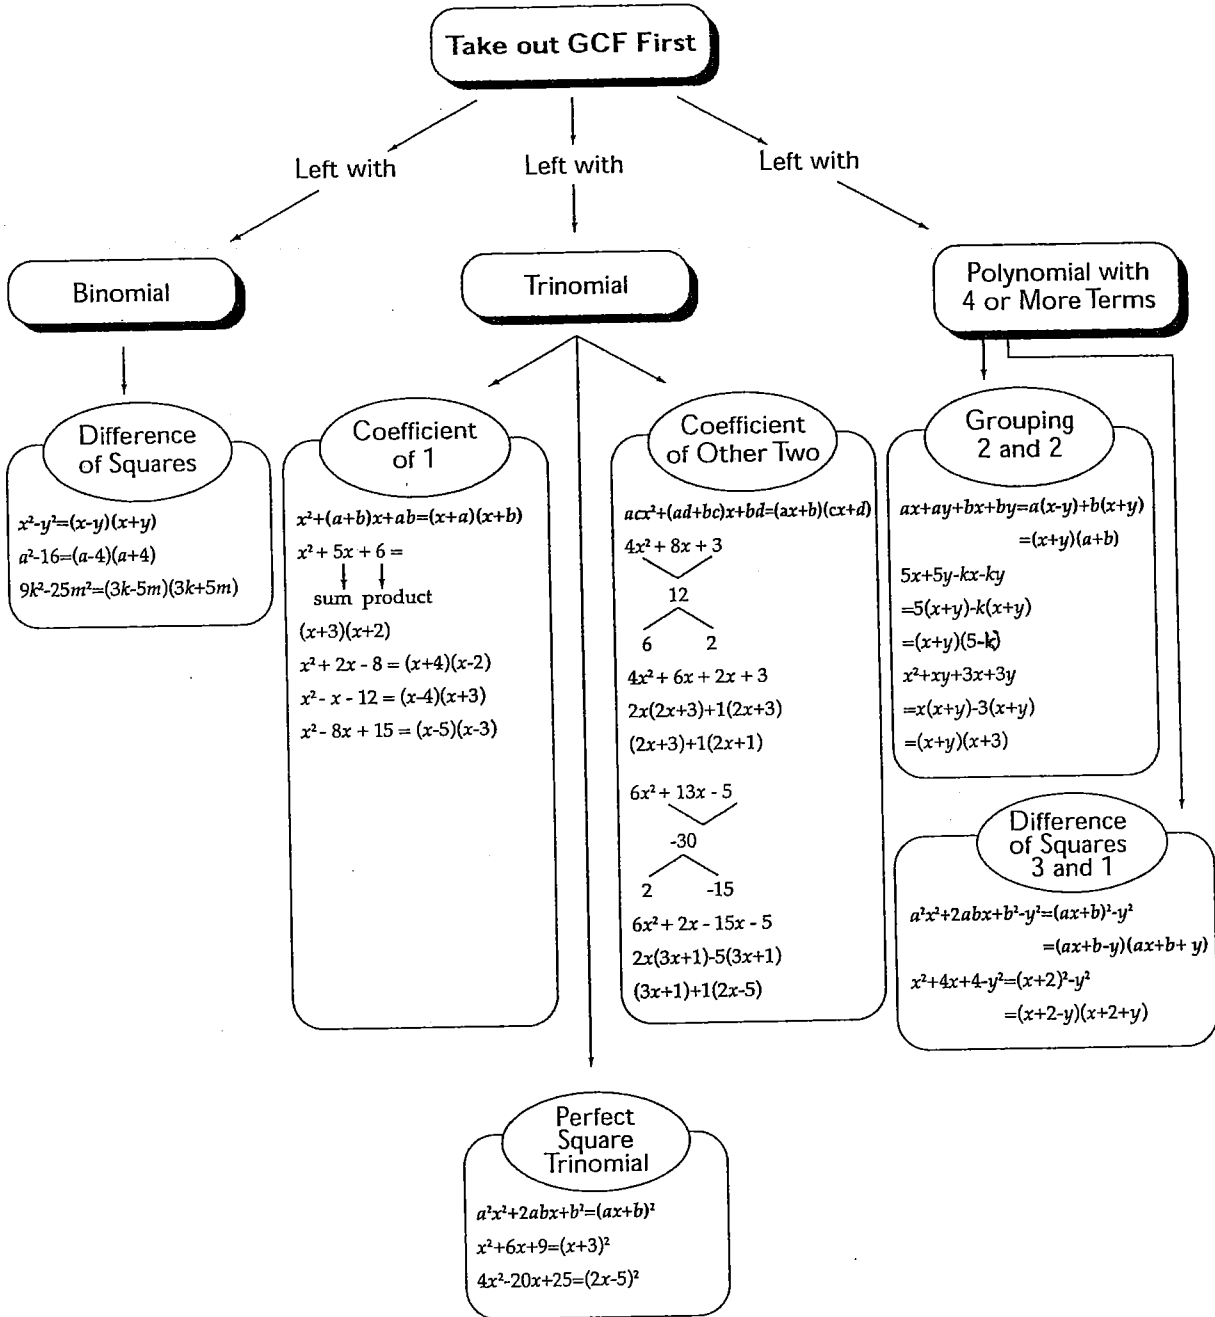 Take out GCF First
Left with
Left with
Left with
Binomial
Trinomial
Polynomial with
4 or More Terms
Difference
of Squares
x²-y²=(x-y)(x+y)
a²-16=(a-4)(a+4)
9k²-25m²=(3k-5m)(3k+5m)
Coefficient
of 1
x²+(a+b)x+ab=(x+a)(x+b)
x² + 5x + 6 =
sum product
(x+3)(x+2)
x² + 2x - 8 = (x+4)(x-2)
x² - x - 12 = (x-4)(x+3)
x² - 8x + 15 = (x-5)(x-3)
Coefficient
of Other Two
acx²+(ad+bc)x+bd=(ax+b)(cx+d)
4x² + 8x + 3
12
6 2
4x² + 6x + 2x + 3
2x(2x+3)+1(2x+3)
(2x+3)+1(2x+1)
6x² + 13x - 5
-30
2 -15
6x² + 2x - 15x - 5
2x(3x+1)-5(3x+1)
(3x+1)+1(2x-5)
Grouping
2 and 2
ax+ay+bx+by=a(x-y)+b(x+y)
=(x+y)(a+b)
5x+5y-kx-ky
=5(x+y)-k(x+y)
=(x+y)(5-k)
x²+xy+3x+3y
=x(x+y)-3(x+y)
=(x+y)(x+3)
Difference
of Squares
3 and 1
a²x²+2abx+b²-y²=(ax+b)²-y²
=(ax+b-y)(ax+b+ y)
x²+4x+4-y²=(x+2)²-y²
=(x+2-y)(x+2+y)
Perfect
Square
Trinomial
a²x²+2abx+b²=(ax+b)²
x²+6x+9=(x+3)²
4x²-20x+25=(2x-5)²